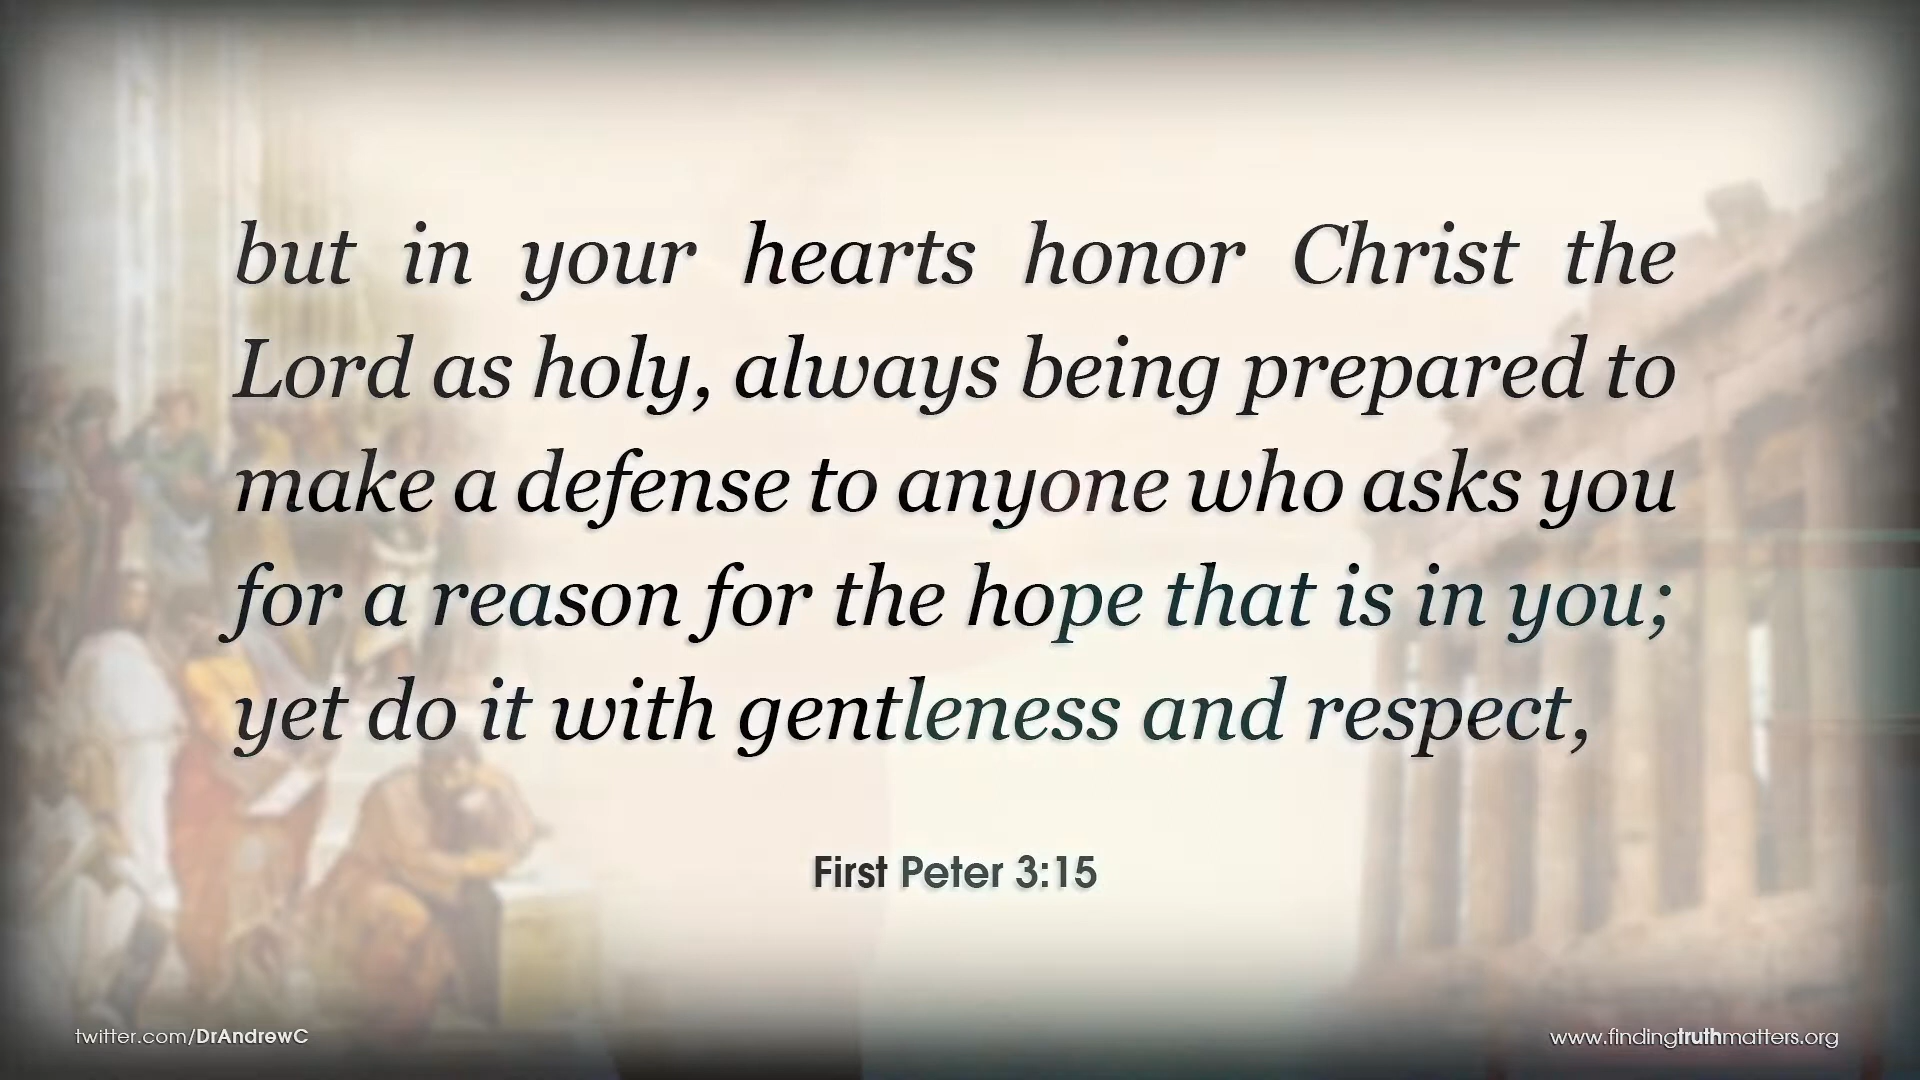 but in your hearts honor Christ the
Lord as holy, always being prepared to
make a defense to anyone who asks you
for a reason for the hope that is in you;
yet do it with gentleness and respect,
First Peter 3:15
twitter.com/DrAndrewC
www.findingtruthmatters.org